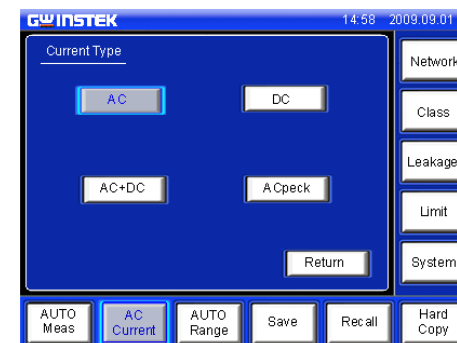 GWINSTEK 14:58 2009.09.01
Current Type
AC
DC
AC+DC
ACpeck
Return
Network
Class
Leakage
Limit
System
AUTO Meas
AC Current
AUTO Range
Save
Recall
Hard Copy